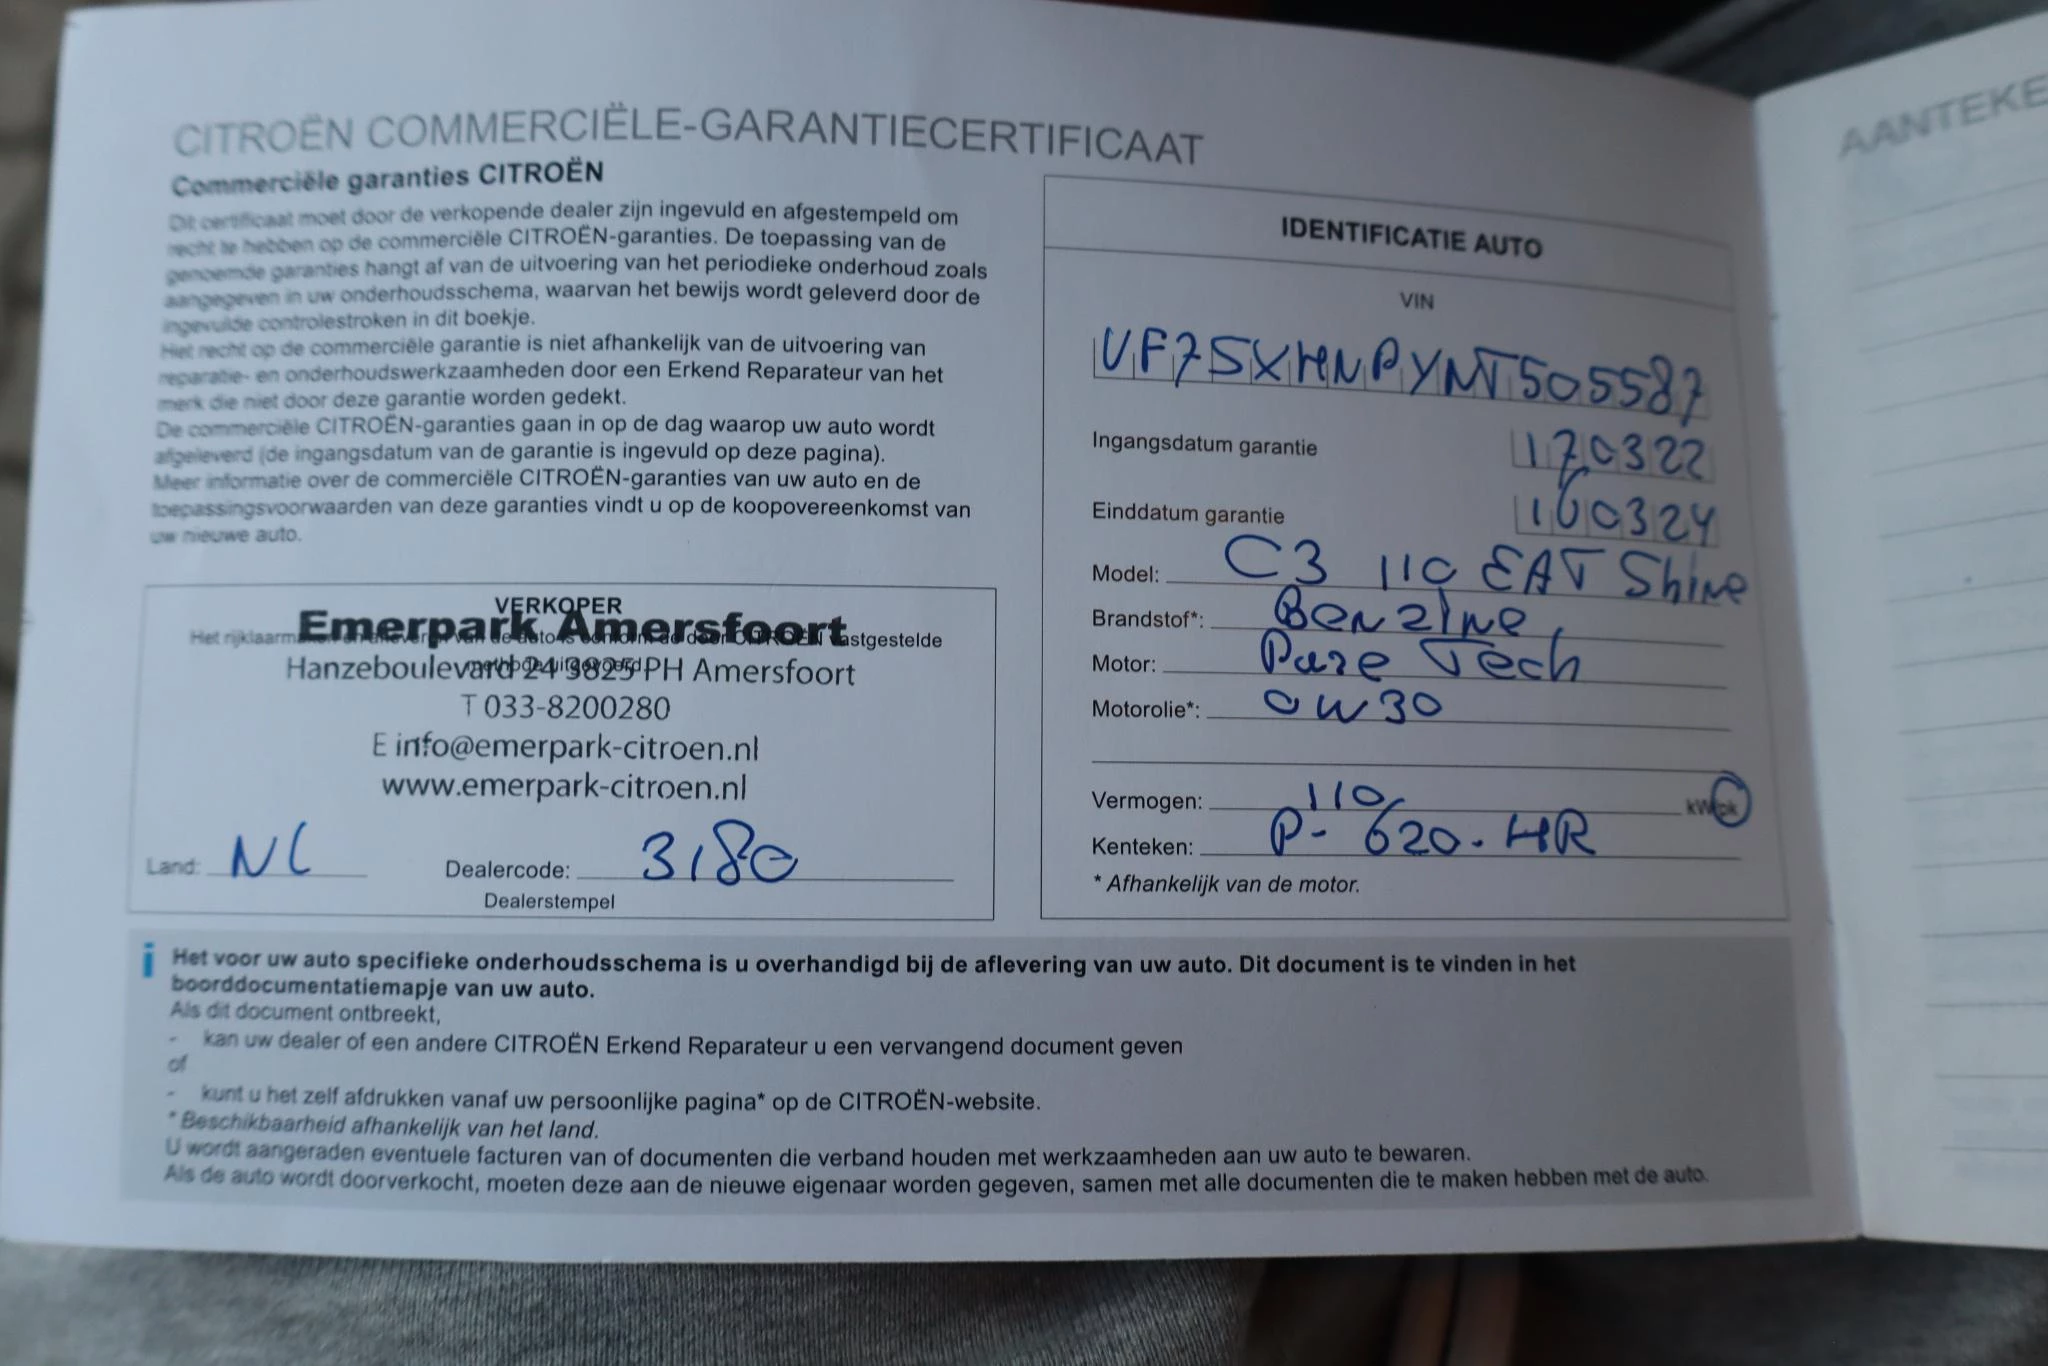 CITROËN COMMERCIËLE-GARANTIECERTIFICAAT
Commerciële garanties CITROËN
Dit certificaat moet door de verkopende dealer zijn ingevuld en afgestempeld om
recht te hebben op de commerciële CITROËN-garanties. De toepassing van de
genoemde garanties hangt af van de uitvoering van het periodieke onderhoud zoals
aangegeven in uw onderhoudsschema, waarvan het bewijs wordt geleverd door de
ingevulde controlestroken in dit boekje.
Het recht op de commerciële garantie is niet afhankelijk van de uitvoering van
reparatie- en onderhoudswerkzaamheden door een Erkend Reparateur van het
merk die niet door deze garantie worden gedekt.
De commerciële CITROËN-garanties gaan in op de dag waarop uw auto wordt
afgeleverd (de ingangsdatum van de garantie is ingevuld op deze pagina).
Meer informatie over de commerciële CITROËN-garanties van uw auto en de
toepassingsvoorwaarden van deze garanties vindt u op de koopovereenkomst van
uw nieuwe auto.
VERKOPER
Emerpark Amersfoort
Het rijklaarm CITROËN astgestelde
Hanzeboulevard 24 3825 PH Amersfoort
T 033-8200280
E info@emerpark-citroen.nl
www.emerpark-citroen.nl
Land: NL Dealercode: 3180
Dealerstempel
IDENTIFICATIE AUTO
VIN
VF7SXHNPYNT505587
Ingangsdatum garantie 170322
Einddatum garantie 160324
Model: C3 110 EAT Shine
Brandstof*: Benzine
Motor: Pure Tech
Motorolie*: 0W30
Vermogen: 110 kW/pk
Kenteken: P-620-HR
* Afhankelijk van de motor.
i Het voor uw auto specifieke onderhoudsschema is u overhandigd bij de aflevering van uw auto. Dit document is te vinden in het
boorddocumentatiemapje van uw auto.
Als dit document ontbreekt,
- kan uw dealer of een andere CITROËN Erkend Reparateur u een vervangend document geven
of
- kunt u het zelf afdrukken vanaf uw persoonlijke pagina* op de CITROËN-website.
* Beschikbaarheid afhankelijk van het land.
U wordt aangeraden eventuele facturen van of documenten die verband houden met werkzaamheden aan uw auto te bewaren.
Als de auto wordt doorverkocht, moeten deze aan de nieuwe eigenaar worden gegeven, samen met alle documenten die te maken hebben met de auto.
AANTEKE